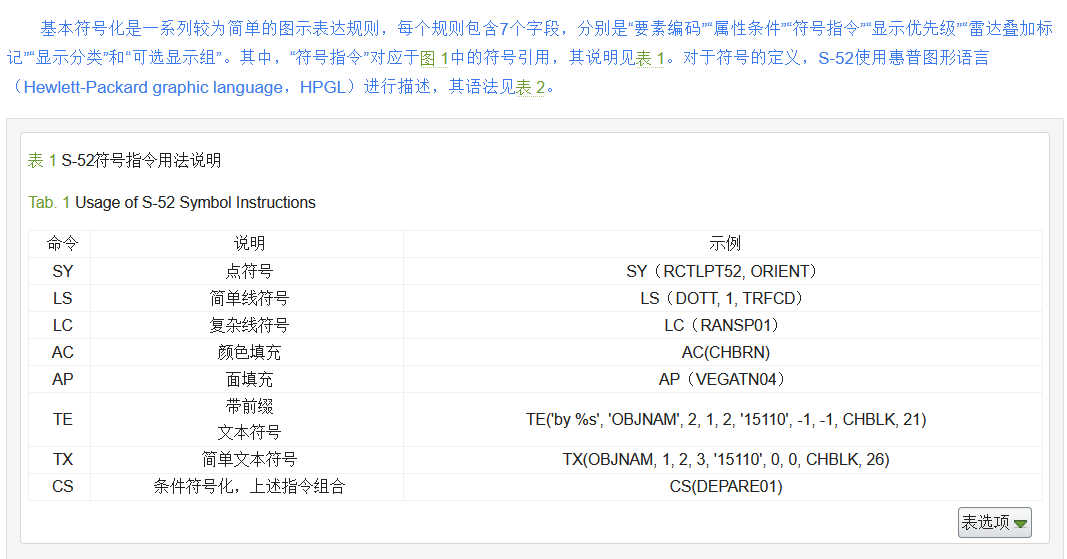 基本符号化是一系列较为简单的图示表达规则，每个规则包含7个字段，分别是“要素编码”“属性条件”“符号指令”“显示优先级”“雷达叠加标
记”“显示分类”和“可选显示组”。其中，“符号指令”对应于图 1中的符号引用，其说明见表 1。对于符号的定义，S-52使用惠普图形语言
（Hewlett-Packard graphic language，HPGL）进行描述，其语法见表 2。
表 1 S-52符号指令用法说明
Tab. 1 Usage of S-52 Symbol Instructions
命令 说明 示例
SY 点符号 SY（RCTLPT52, ORIENT）
LS 简单线符号 LS（DOTT, 1, TRFCD）
LC 复杂线符号 LC（RANSP01）
AC 颜色填充 AC(CHBRN)
AP 面填充 AP（VEGATN04）
TE 带前缀
文本符号 TE('by %s', 'OBJNAM', 2, 1, 2, '15110', -1, -1, CHBLK, 21)
TX 简单文本符号 TX(OBJNAM, 1, 2, 3, '15110', 0, 0, CHBLK, 26)
CS 条件符号化，上述指令组合 CS(DEPARE01)
表选项